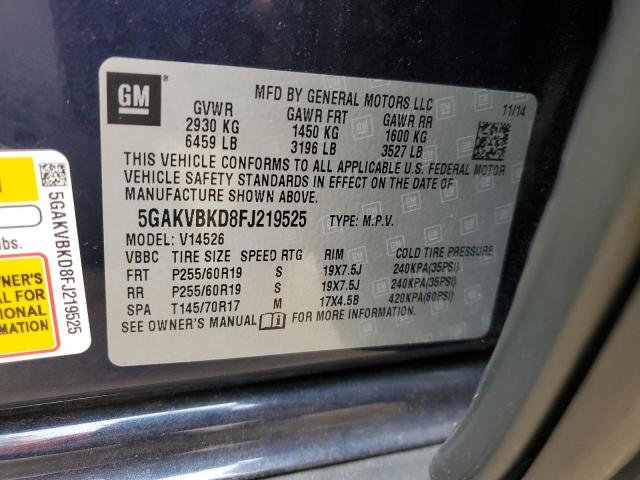 GM
MFD BY GENERAL MOTORS LLC
11/14
GVWR GAWR FRT GAWR RR
2930 KG 1450 KG 1600 KG
6459 LB 3196 LB 3527 LB
THIS VEHICLE CONFORMS TO ALL APPLICABLE U.S. FEDERAL MOTOR
VEHICLE SAFETY STANDARDS IN EFFECT ON THE DATE OF
MANUFACTURE SHOWN ABOVE.
5GAKVBKD8FJ219525 TYPE: M.P.V.
MODEL: V14526
VBBC TIRE SIZE SPEED RTG RIM COLD TIRE PRESSURE
FRT P255/60R19 S 19X7.5J 240KPA(35PSI)
RR P255/60R19 S 19X7.5J 240KPA(35PSI)
SPA T145/70R17 M 17X4.5B 420KPA(60PSI)
SEE OWNER'S MANUAL FOR MORE INFORMATION.
lbs.
OWNER'S
FOR
5GAKVBKD8FJ219525